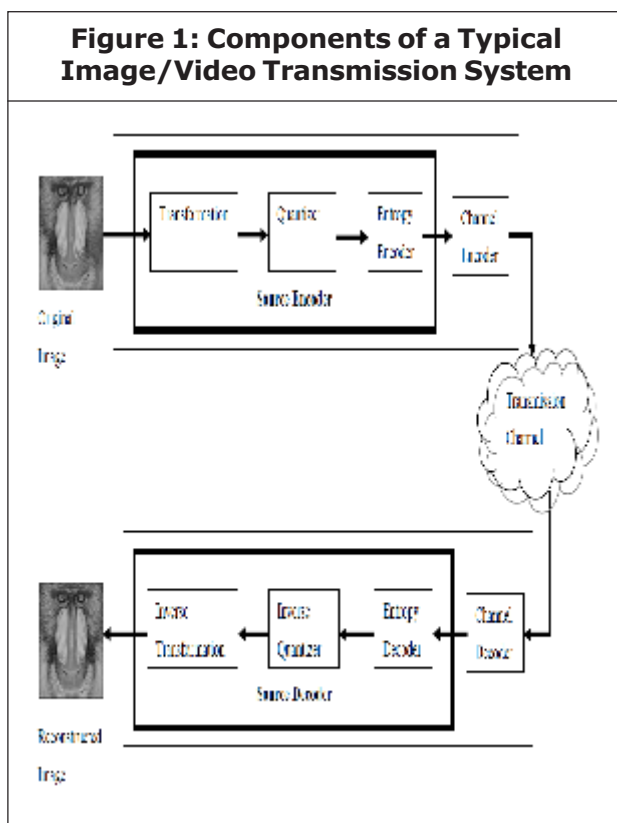 Figure 1: Components of a Typical
Image/Video Transmission System
Transformation
Quantizer
Entropy
Encoder
Channel
Encoder
Source Encoder
Original
Image
Transmission
Channel
Inverse
Transformation
Inverse
Quantizer
Entropy
Decoder
Channel
Decoder
Source Decoder
Reconstructed
Image